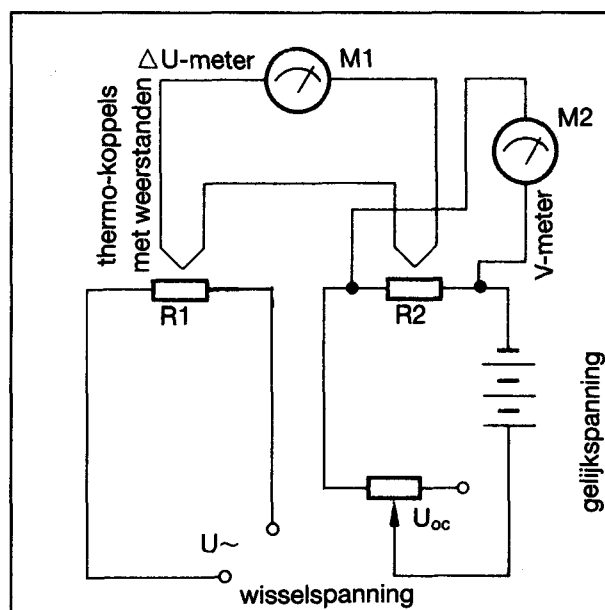 ΔU-meter
M1
M2
thermo-koppels
met weerstanden
V-meter
R1
R2
gelijkspanning
U~
U_oc
wisselspanning